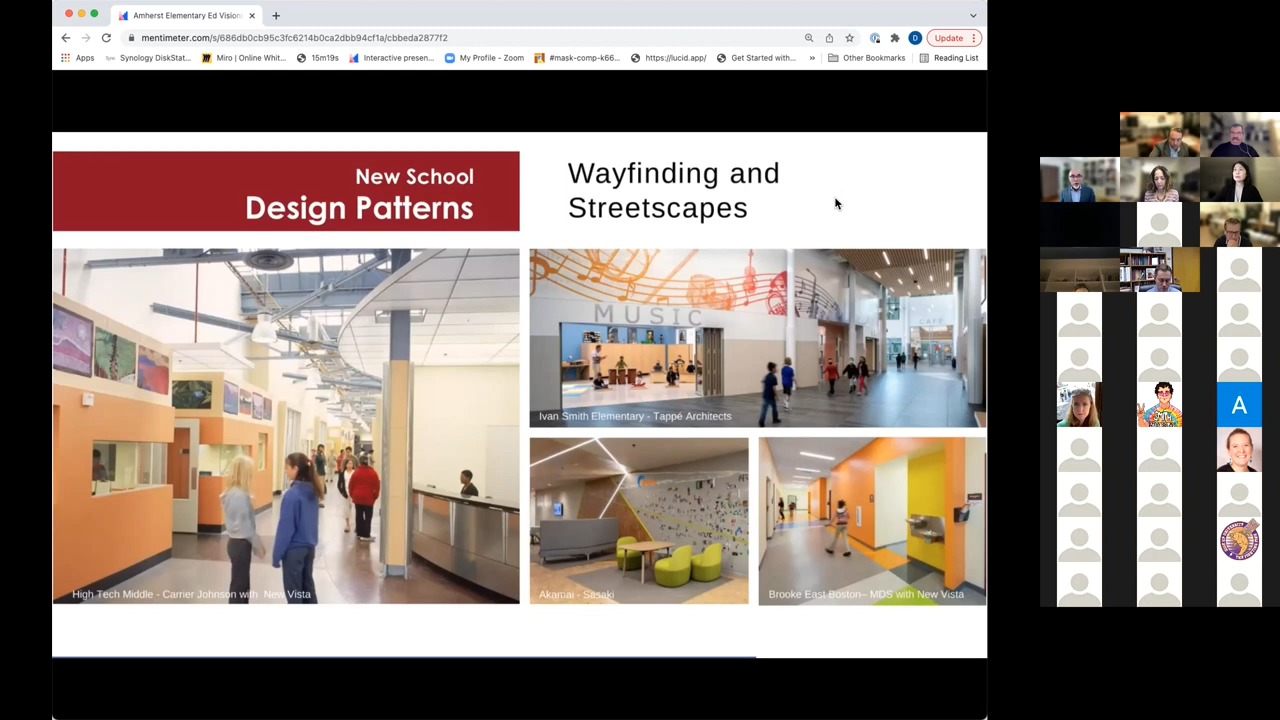 Amherst Elementary Ed Vision
mentimeter.com/s/686db0cb95c3fc6214b0ca2dbb94cf1a/cbbeda2877f2
Update
Apps
Synology DiskStat...
Miro | Online Whit...
15m19s
Interactive presen...
My Profile - Zoom
#mask-comp-k66...
https://lucid.app/
Get Started with...
»
Other Bookmarks
Reading List
New School
Design Patterns
Wayfinding and
Streetscapes
MUSIC
CAFE
Ivan Smith Elementary - Tappé Architects
High Tech Middle - Carrier Johnson with New Vista
Akamai - Sasaki
Brooke East Boston– MDS with New Vista
D
A